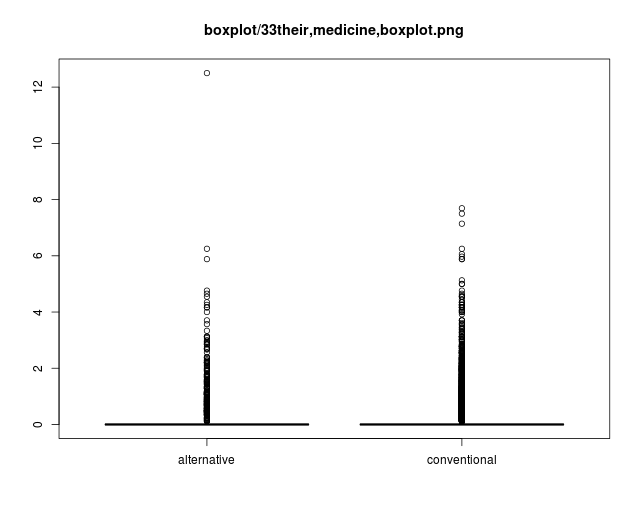 boxplot/33their,medicine,boxplot.png
12
10
8
6
4
2
0
alternative
conventional